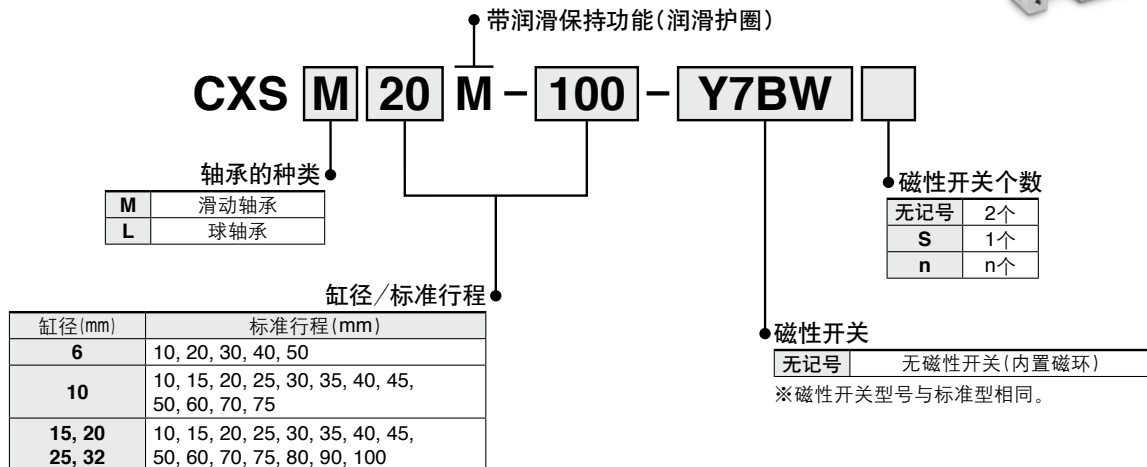 带润滑保持功能(润滑护圈)
CXS M 20 M - 100 - Y7BW
轴承的种类
M 滑动轴承
L 球轴承
磁性开关个数
无记号 2个
S 1个
n n个
缸径/标准行程
缸径(mm) 标准行程(mm)
6 10, 20, 30, 40, 50
10 10, 15, 20, 25, 30, 35, 40, 45,
50, 60, 70, 75
15, 20 10, 15, 20, 25, 30, 35, 40, 45,
25, 32 50, 60, 70, 75, 80, 90, 100
磁性开关
无记号 无磁性开关(内置磁环)
※磁性开关型号与标准型相同。